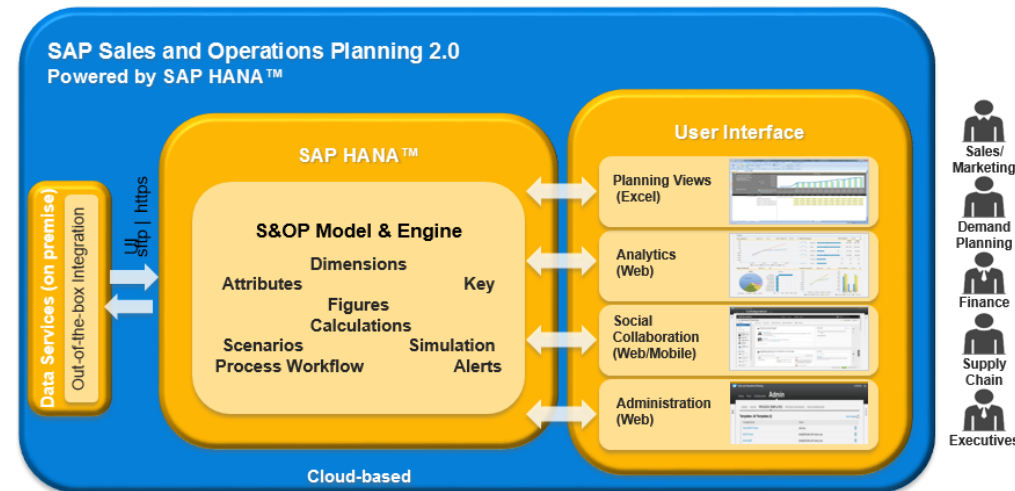 SAP Sales and Operations Planning 2.0
Powered by SAP HANA™
Data Services (on premise)
Out-of-the-box Integration
sftp | https
SAP HANA™
S&OP Model & Engine
Dimensions
Attributes Key
Figures
Calculations
Scenarios Simulation
Process Workflow Alerts
User Interface
Planning Views
(Excel)
Analytics
(Web)
Social
Collaboration
(Web/Mobile)
Administration
(Web)
Admin
Cloud-based
Sales/
Marketing
Demand
Planning
Finance
Supply
Chain
Executives